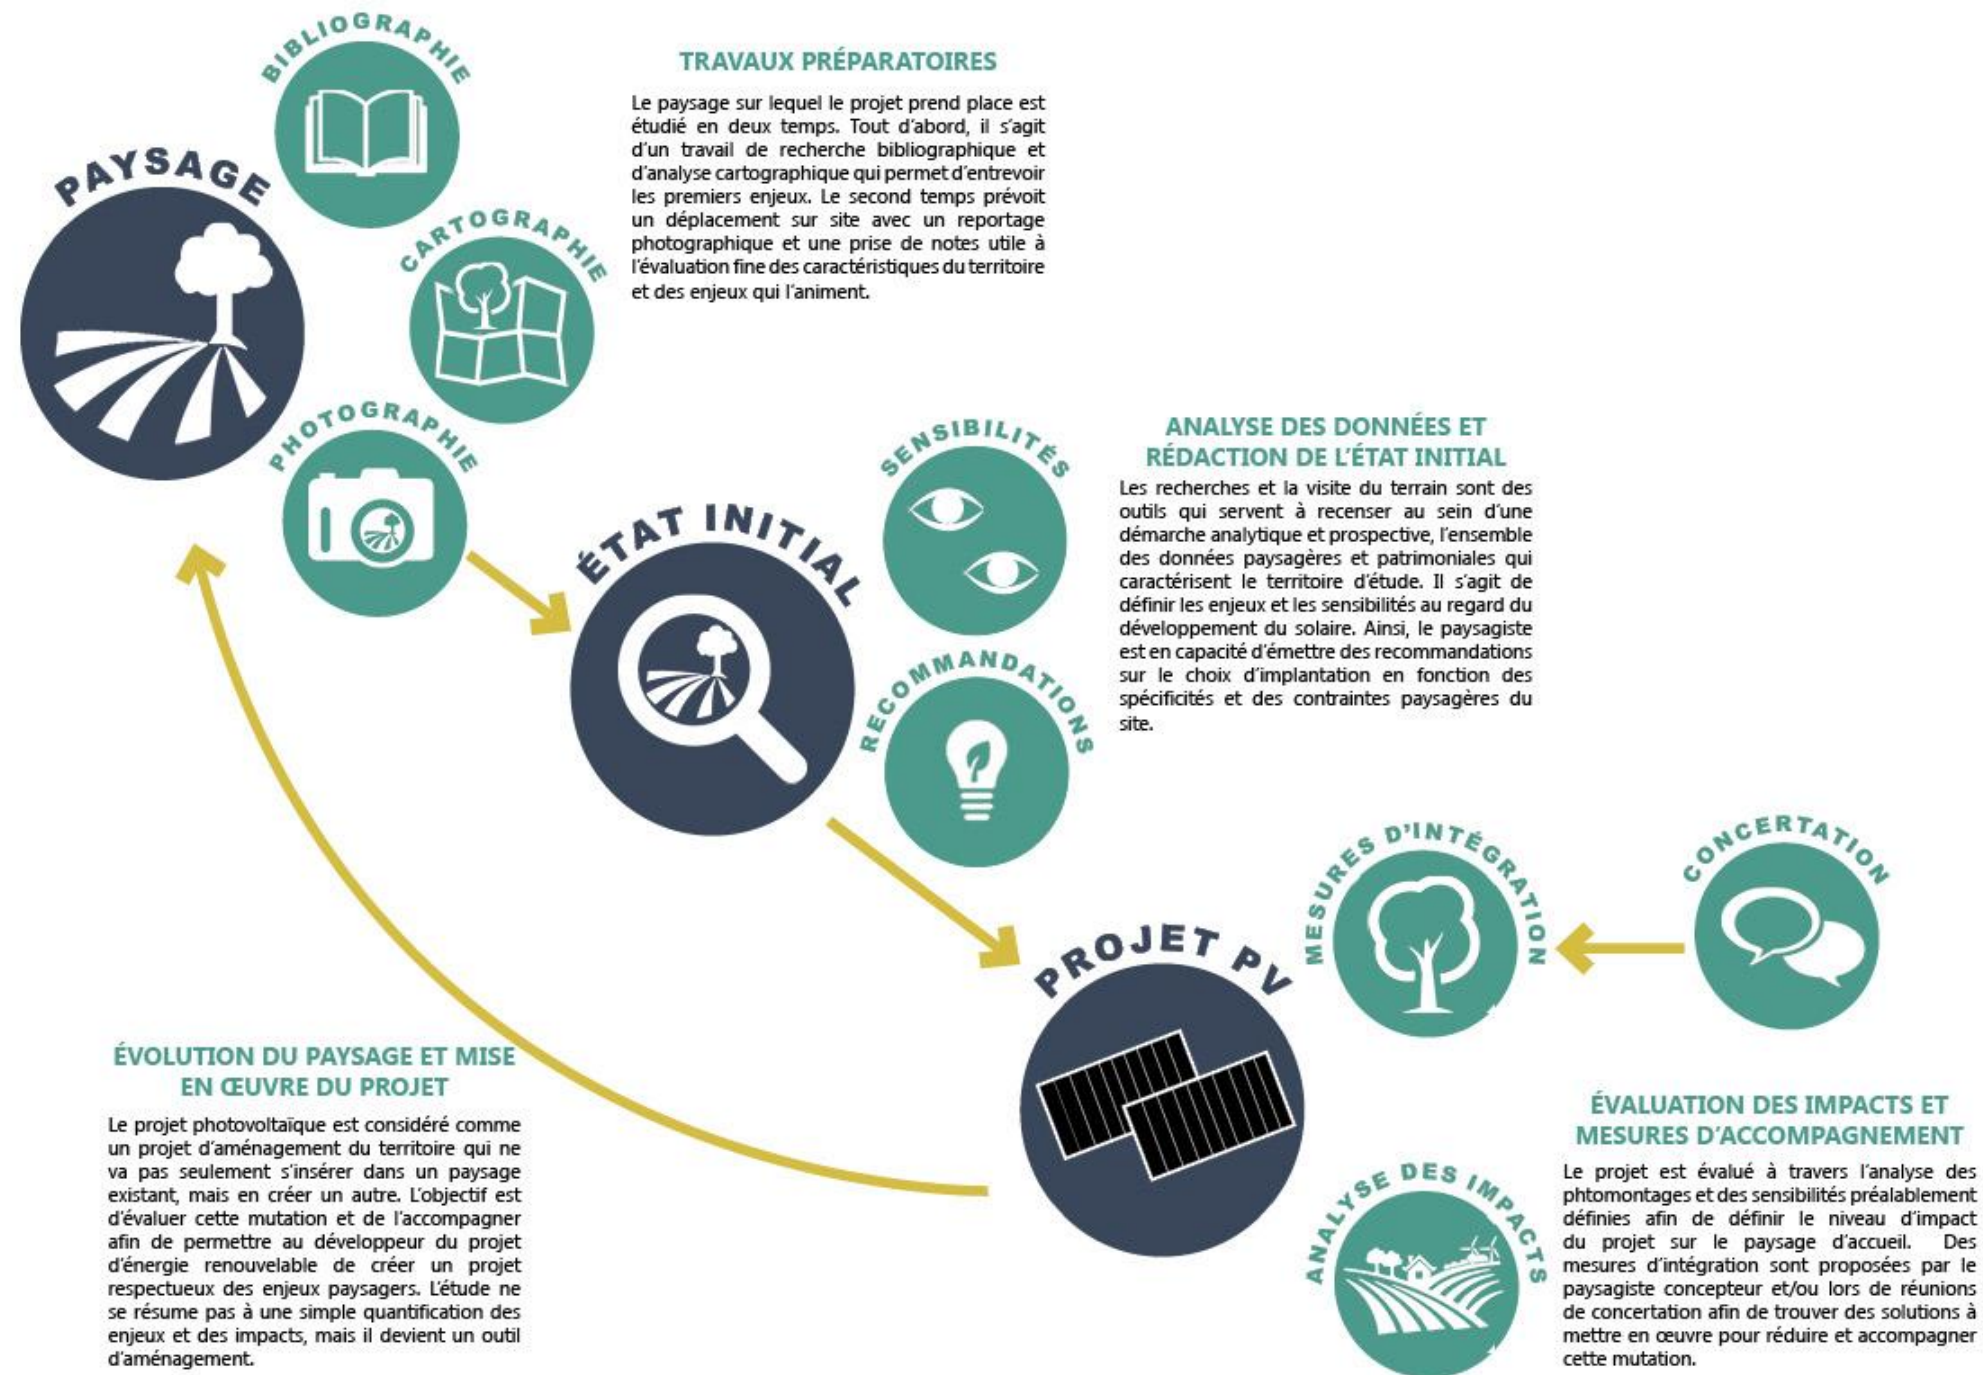 BIBLIOGRAPHIE
TRAVAUX PRÉPARATOIRES
Le paysage sur lequel le projet prend place est
étudié en deux temps. Tout d'abord, il s'agit
d'un travail de recherche bibliographique et
d'analyse cartographique qui permet d'entrevoir
les premiers enjeux. Le second temps prévoit
un déplacement sur site avec un reportage
photographique et une prise de notes utile à
l'évaluation fine des caractéristiques du territoire
et des enjeux qui l'animent.
PAYSAGE
CARTOGRAPHIE
PHOTOGRAPHIE
SENSIBILITÉS
ANALYSE DES DONNÉES ET
RÉDACTION DE L'ÉTAT INITIAL
Les recherches et la visite du terrain sont des
outils qui servent à recenser au sein d'une
démarche analytique et prospective, l'ensemble
des données paysagères et patrimoniales qui
caractérisent le territoire d'étude. Il s'agit de
définir les enjeux et les sensibilités au regard du
développement du solaire. Ainsi, le paysagiste
est en capacité d'émettre des recommandations
sur le choix d'implantation en fonction des
spécificités et des contraintes paysagères du
site.
ÉTAT INITIAL
RECOMMANDATIONS
MESURES D'INTÉGRATION
CONCERTATION
PROJET PV
ÉVOLUTION DU PAYSAGE ET MISE
EN ŒUVRE DU PROJET
Le projet photovoltaïque est considéré comme
un projet d'aménagement du territoire qui ne
va pas seulement s'insérer dans un paysage
existant, mais en créer un autre. L'objectif est
d'évaluer cette mutation et de l'accompagner
afin de permettre au développeur du projet
d'énergie renouvelable de créer un projet
respectueux des enjeux paysagers. L'étude ne
se résume pas à une simple quantification des
enjeux et des impacts, mais il devient un outil
d'aménagement.
ANALYSE DES IMPACTS
ÉVALUATION DES IMPACTS ET
MESURES D'ACCOMPAGNEMENT
Le projet est évalué à travers l'analyse des
phtomontages et des sensibilités préalablement
définies afin de définir le niveau d'impact
du projet sur le paysage d'accueil. Des
mesures d'intégration sont proposées par le
paysagiste concepteur et/ou lors de réunions
de concertation afin de trouver des solutions à
mettre en œuvre pour réduire et accompagner
cette mutation.